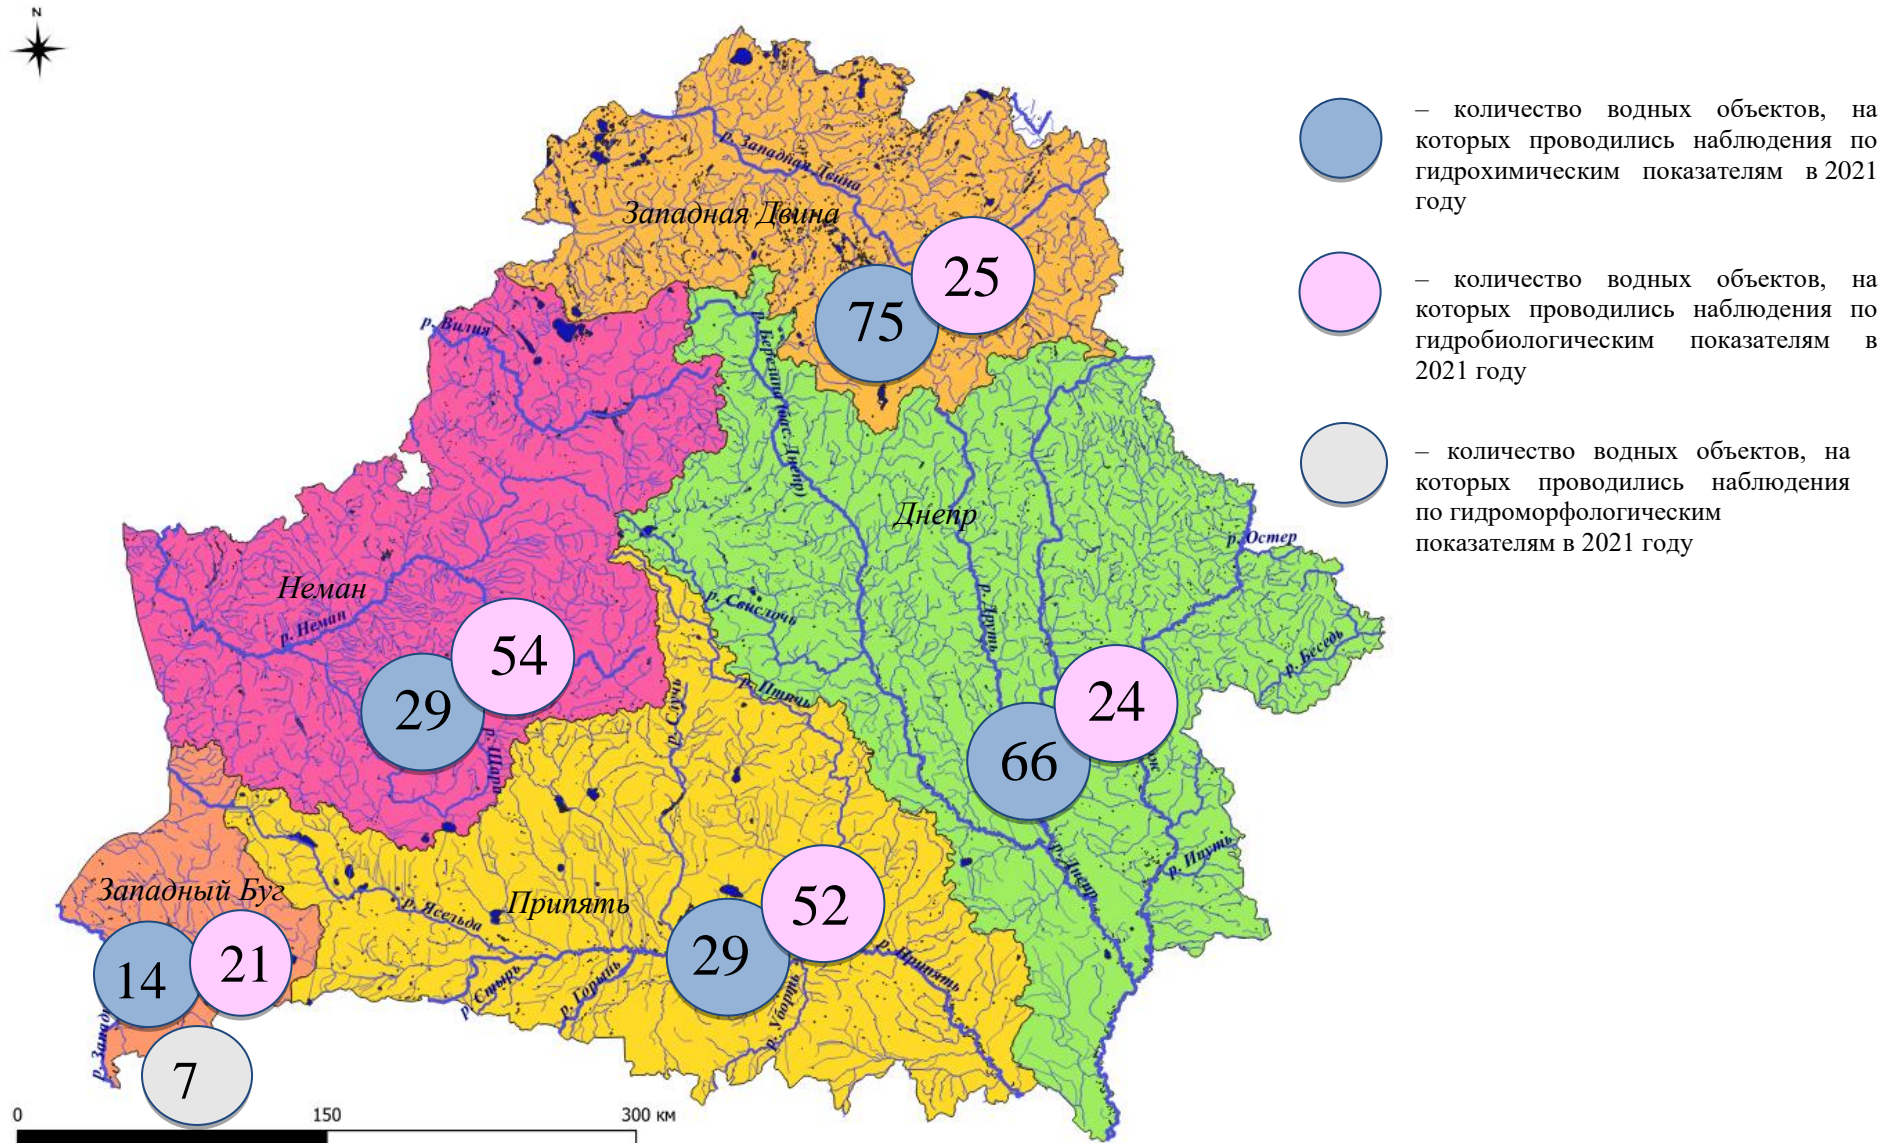 N
р. Западная Двина
Западная Двина
25
75
р. Вилия
р. Березина (бас. Днепр)
Днепр
р. Остер
Неман
р. Неман
р. Свислочь
р. Друть
р. Беседь
54
29
р. Щара
р. Случь
р. Птичь
24
66
р. Ипуть
р. Днепр
Западный Буг
р. Ясельда
Припять
52
29
р. Припять
р. Стырь
р. Горынь
р. Уборть
14
21
7
0 150 300 км
– количество водных объектов, на
которых проводились наблюдения по
гидрохимическим показателям в 2021
году
– количество водных объектов, на
которых проводились наблюдения по
гидробиологическим показателям в
2021 году
– количество водных объектов, на
которых проводились наблюдения
по гидроморфологическим
показателям в 2021 году